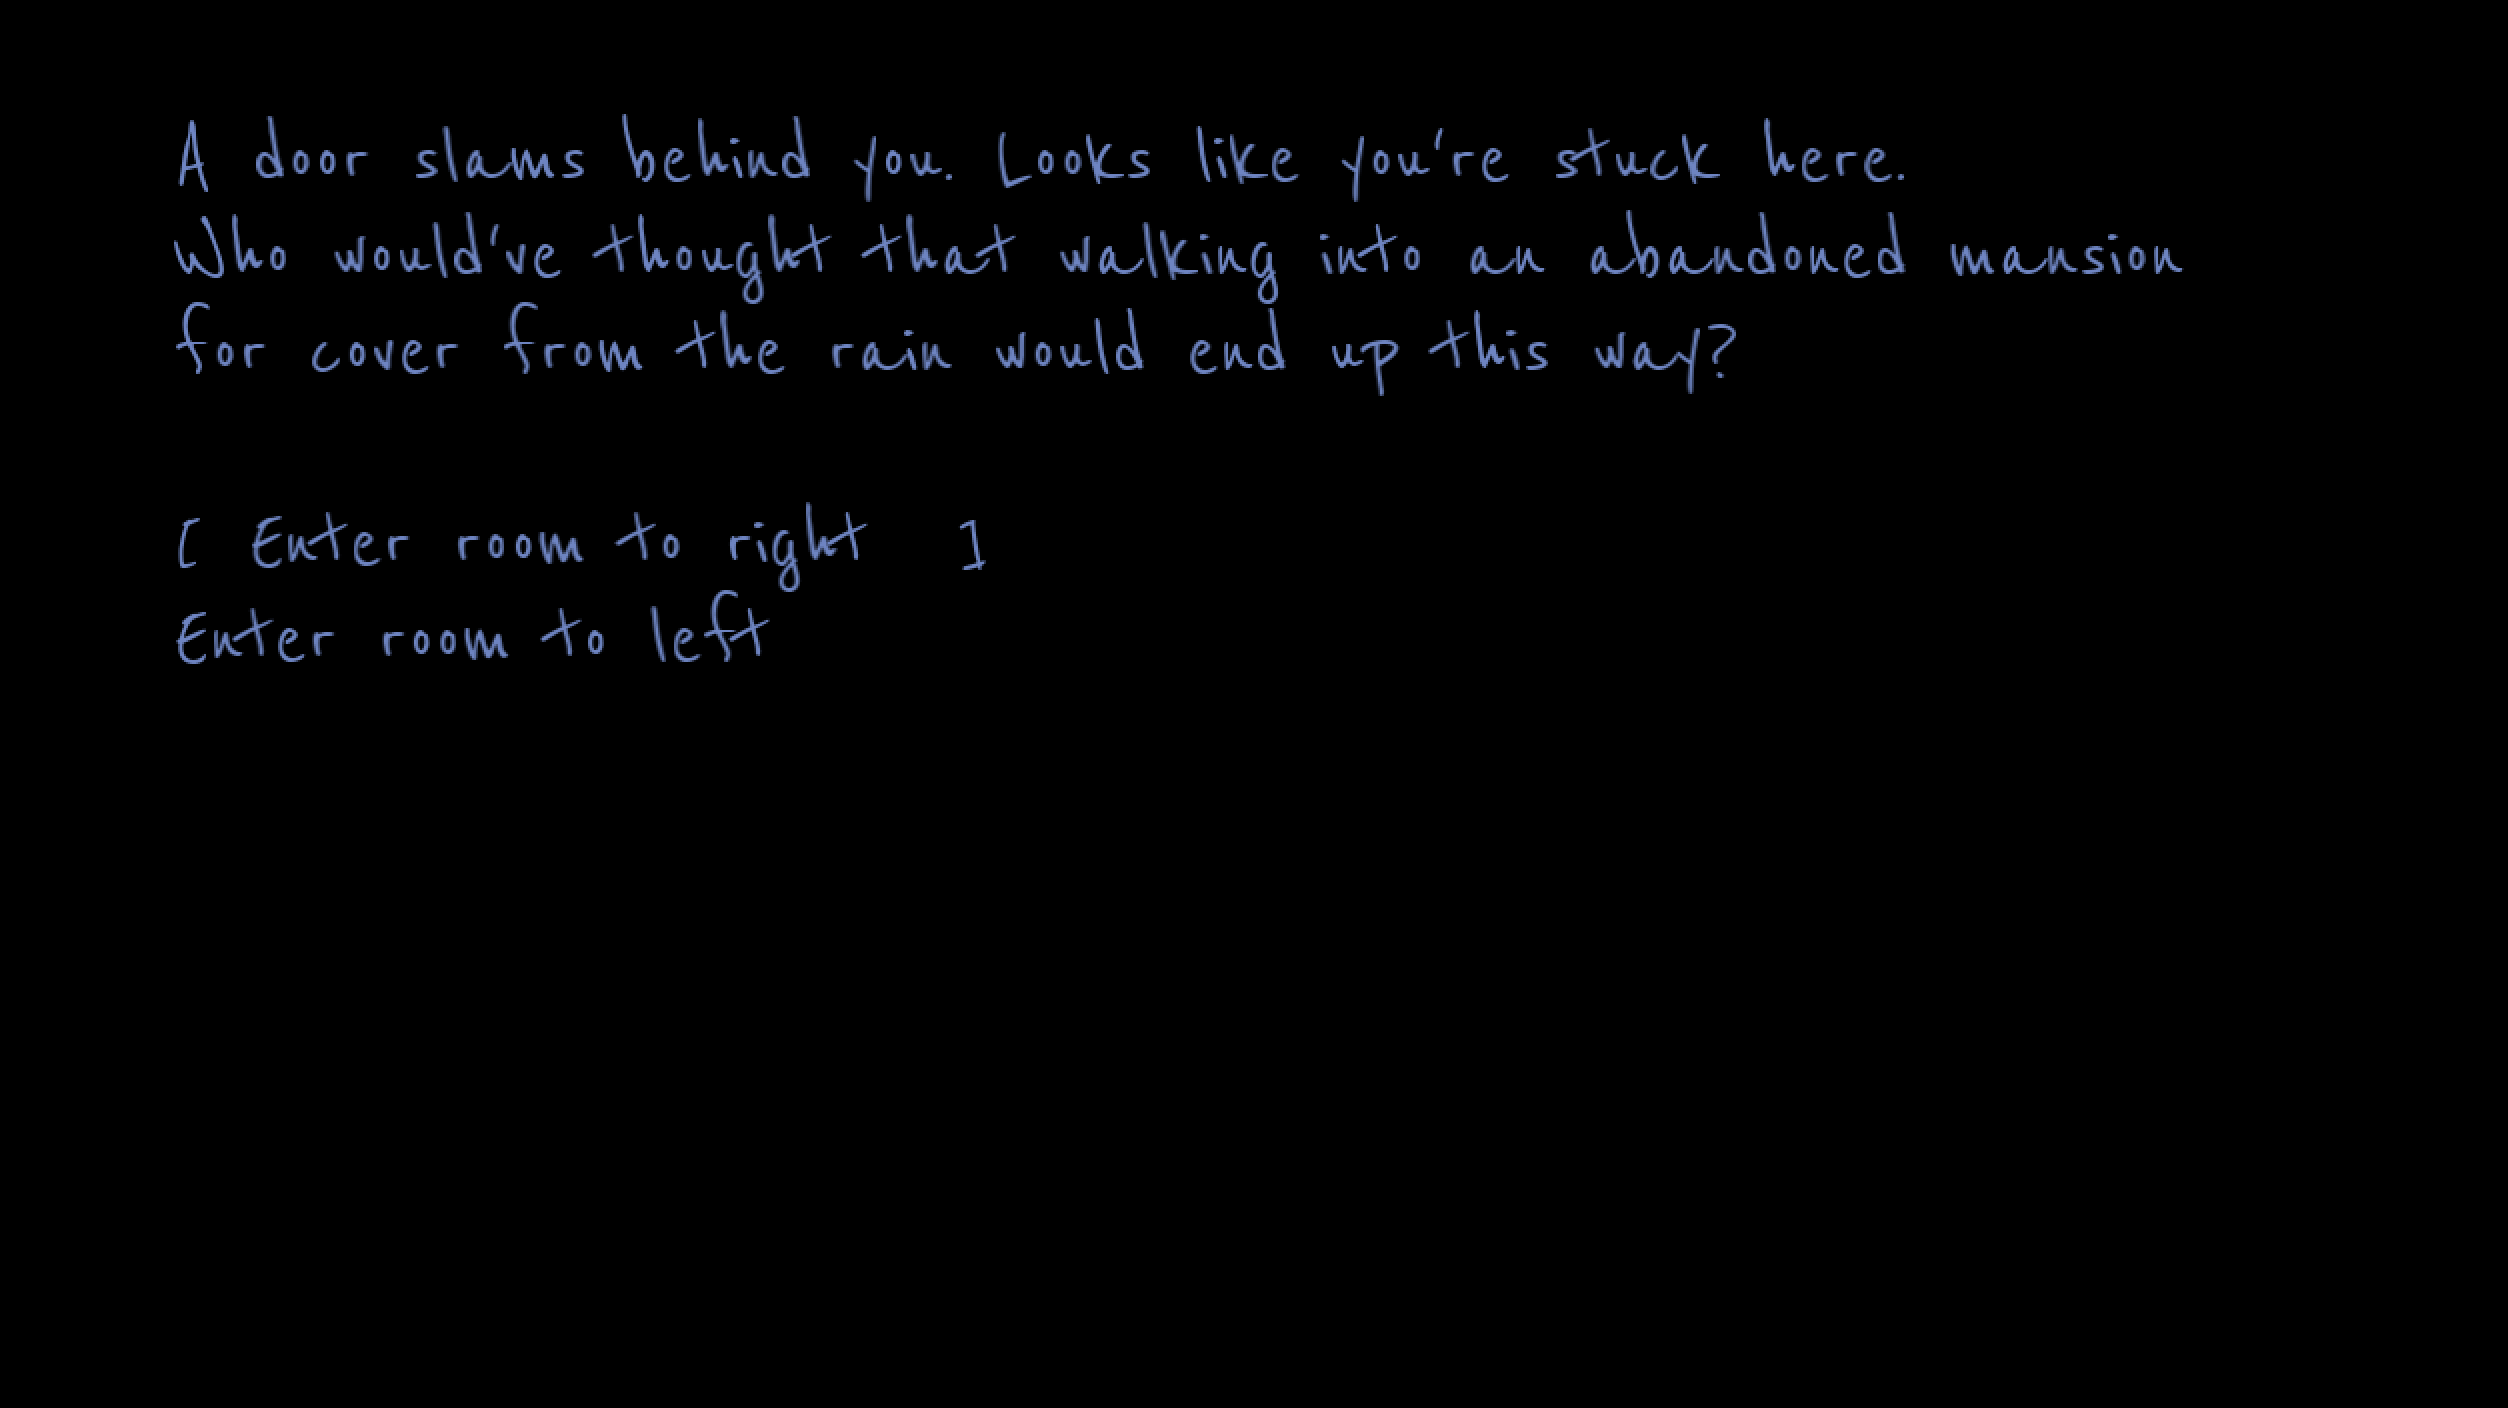 A door slams behind you. Looks like you're stuck here.
Who would've thought that walking into an abandoned mansion
for cover from the rain would end up this way?
[ Enter room to right ]
Enter room to left